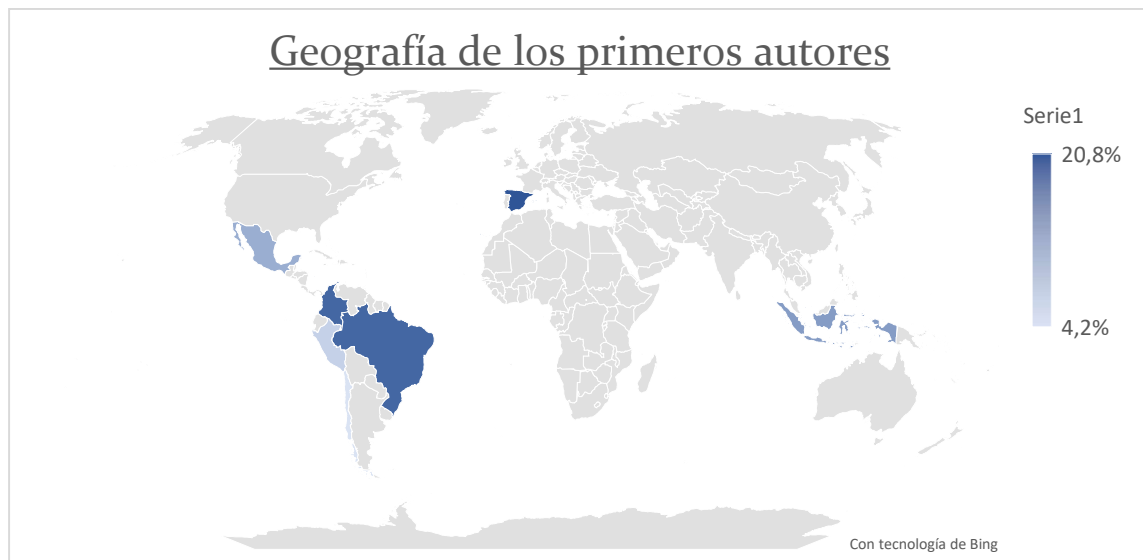 Geografía de los primeros autores
Serie1
20,8%
4,2%
Con tecnología de Bing